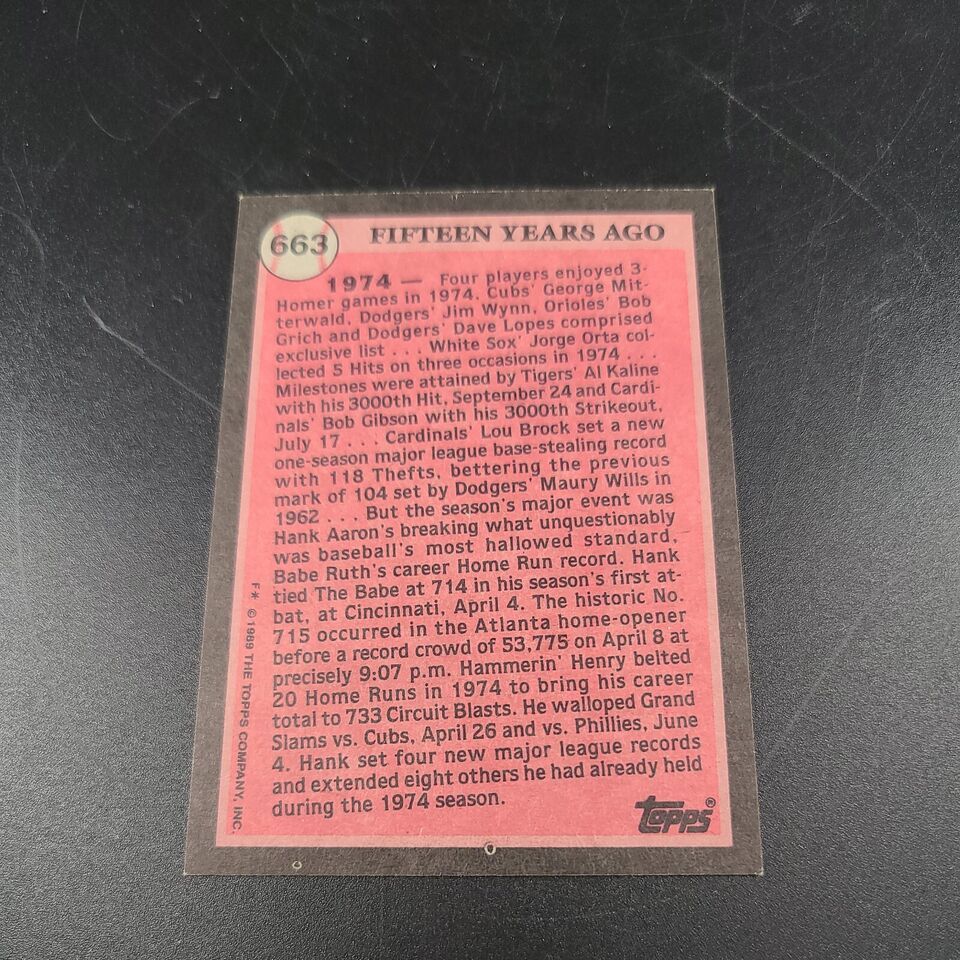 663
FIFTEEN YEARS AGO
1974 — Four players enjoyed 3-
Homer games in 1974. Cubs' George Mit-
terwald, Dodgers' Jim Wynn, Orioles' Bob
Grich and Dodgers' Dave Lopes comprised
exclusive list . . . White Sox' Jorge Orta col-
lected 5 Hits on three occasions in 1974 . . .
Milestones were attained by Tigers' Al Kaline
with his 3000th Hit, September 24 and Cardi-
nals' Bob Gibson with his 3000th Strikeout,
July 17 . . . Cardinals' Lou Brock set a new
one-season major league base-stealing record
with 118 Thefts, bettering the previous
mark of 104 set by Dodgers' Maury Wills in
1962 . . . But the season's major event was
Hank Aaron's breaking what unquestionably
was baseball's most hallowed standard,
Babe Ruth's career Home Run record. Hank
tied The Babe at 714 in his season's first at-
bat, at Cincinnati, April 4. The historic No.
715 occurred in the Atlanta home-opener
before a record crowd of 53,775 on April 8 at
precisely 9:07 p.m. Hammerin' Henry belted
20 Home Runs in 1974 to bring his career
total to 733 Circuit Blasts. He walloped Grand
Slams vs. Cubs, April 26 and vs. Phillies, June
4. Hank set four new major league records
and extended eight others he had already held
during the 1974 season.
F* © 1989 THE TOPPS COMPANY, INC.
topps®